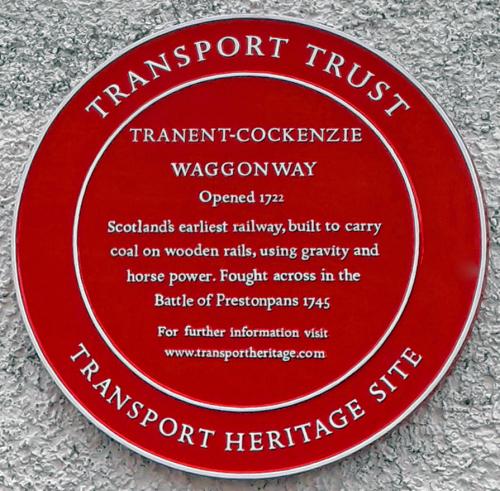 TRANSPORT TRUST
TRANENT-COCKENZIE
WAGGONWAY
Opened 1722
Scotland's earliest railway, built to carry
coal on wooden rails, using gravity and
horse power. Fought across in the
Battle of Prestonpans 1745
For further information visit
www.transportheritage.com
TRANSPORT HERITAGE SITE